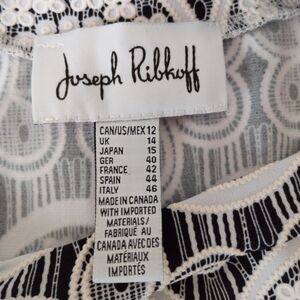 Joseph Ribkoff
CAN/US/MEX 12
UK 14
JAPAN 15
GER 40
FRANCE 42
SPAIN 44
ITALY 46
MADE IN CANADA
WITH IMPORTED
MATERIALS/
FABRIQUÉ AU
CANADA AVEC DES
MATÉRIAUX
IMPORTÉS